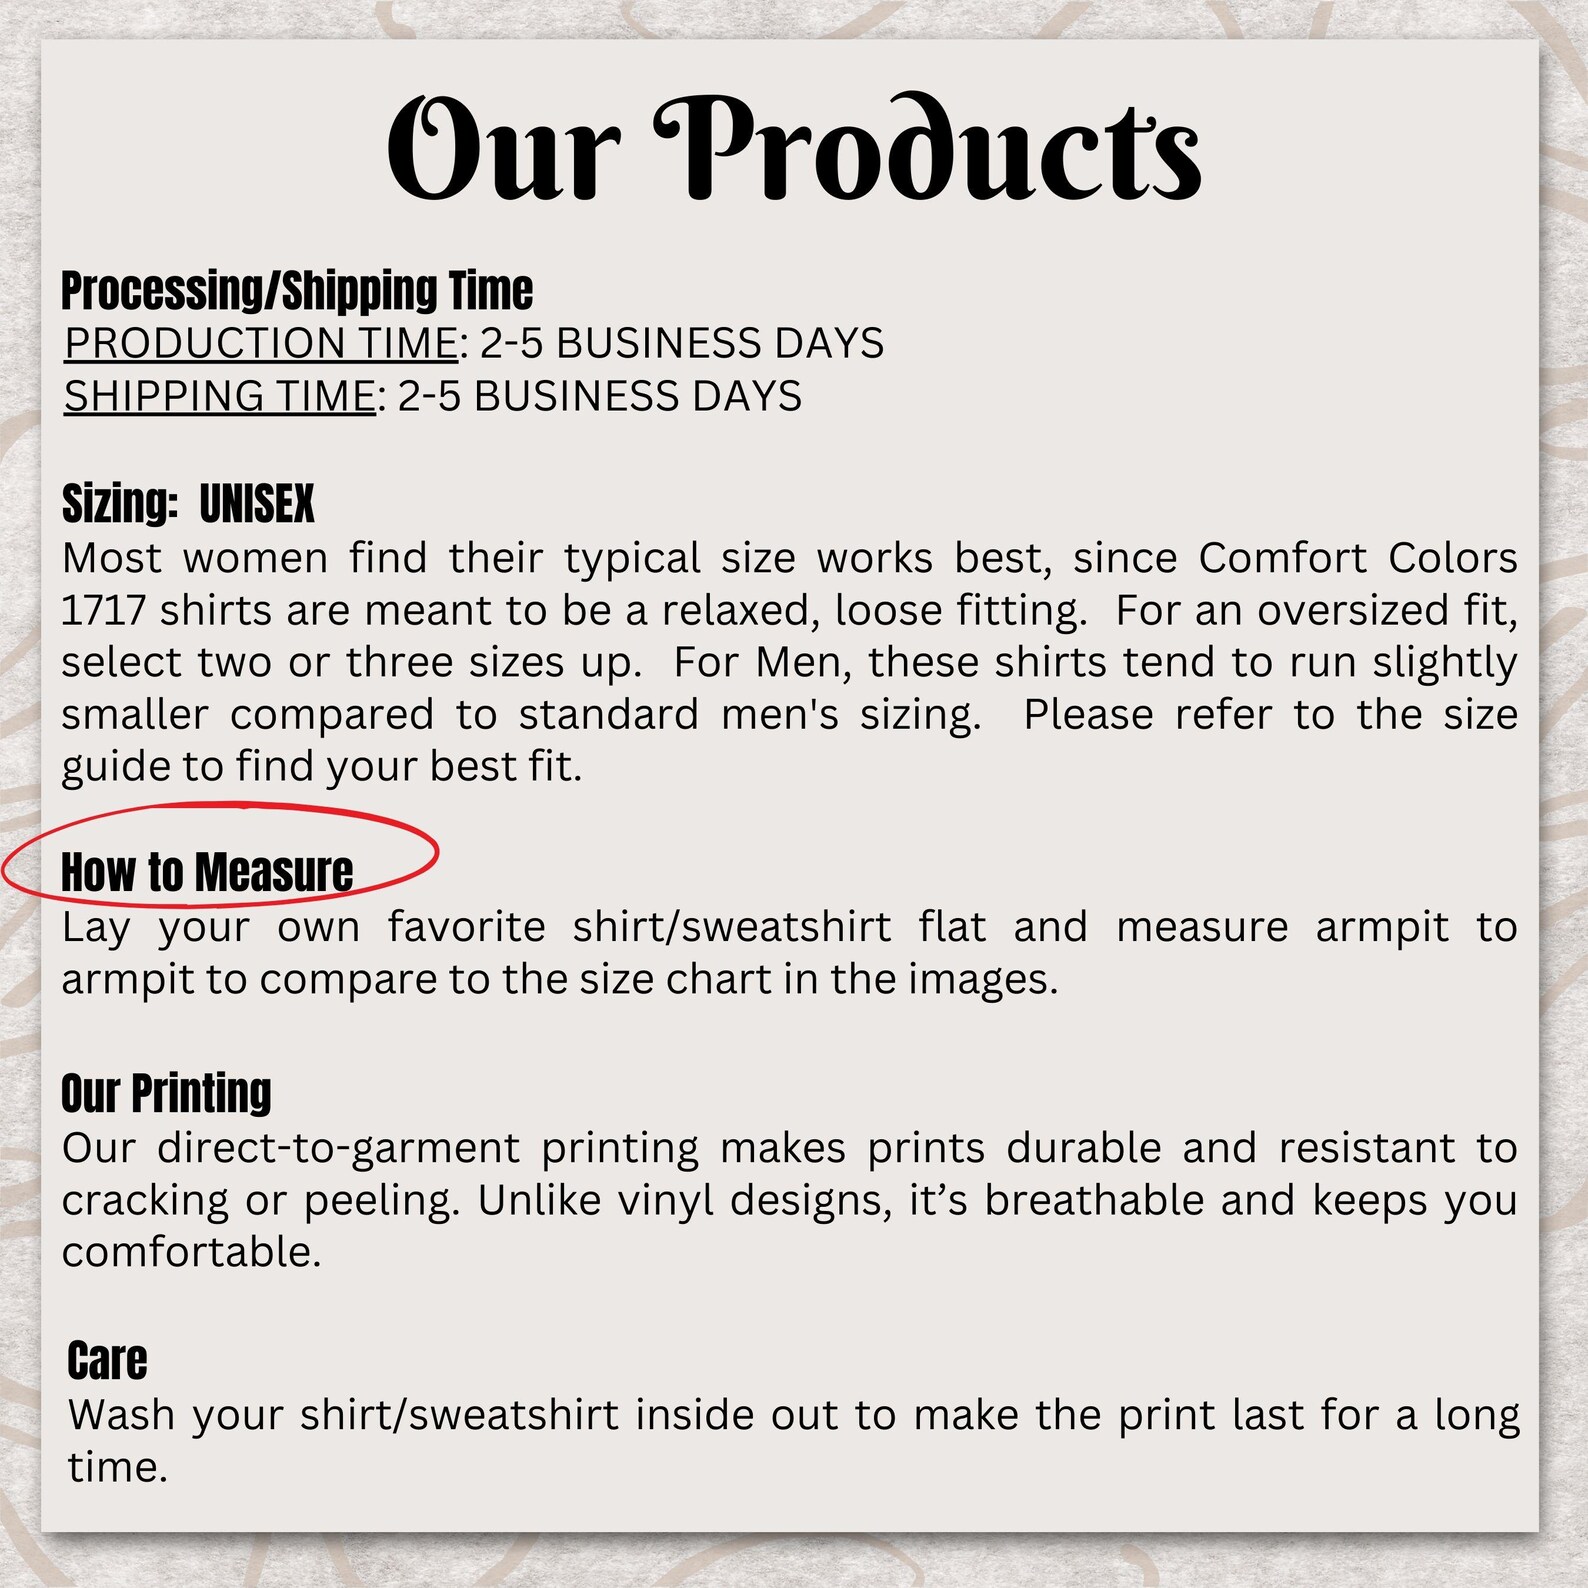 Our Products
Processing/Shipping Time
PRODUCTION TIME: 2-5 BUSINESS DAYS
SHIPPING TIME: 2-5 BUSINESS DAYS
Sizing:  UNISEX
Most women find their typical size works best, since Comfort Colors
1717 shirts are meant to be a relaxed, loose fitting.  For an oversized fit,
select two or three sizes up.  For Men, these shirts tend to run slightly
smaller compared to standard men's sizing.  Please refer to the size
guide to find your best fit.
How to Measure
Lay your own favorite shirt/sweatshirt flat and measure armpit to
armpit to compare to the size chart in the images.
Our Printing
Our direct-to-garment printing makes prints durable and resistant to
cracking or peeling. Unlike vinyl designs, it’s breathable and keeps you
comfortable.
Care
Wash your shirt/sweatshirt inside out to make the print last for a long
time.